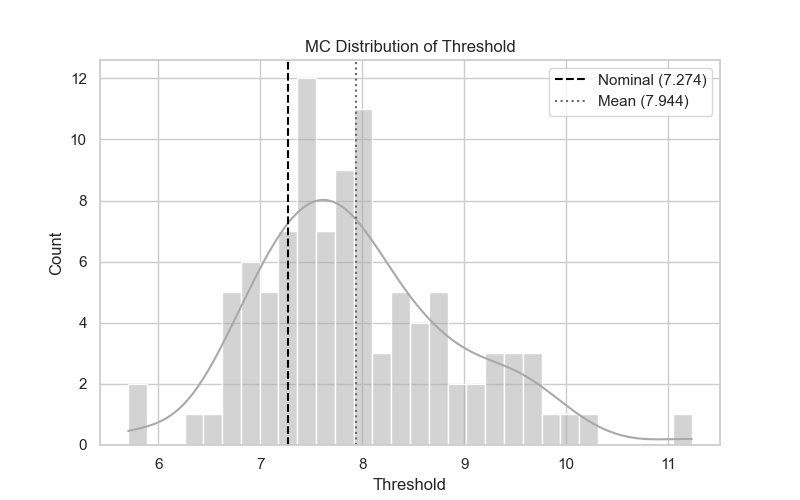 MC Distribution of Threshold
Nominal (7.274)
Mean (7.944)
Count
12
10
8
6
4
2
0
6 7 8 9 10 11
Threshold